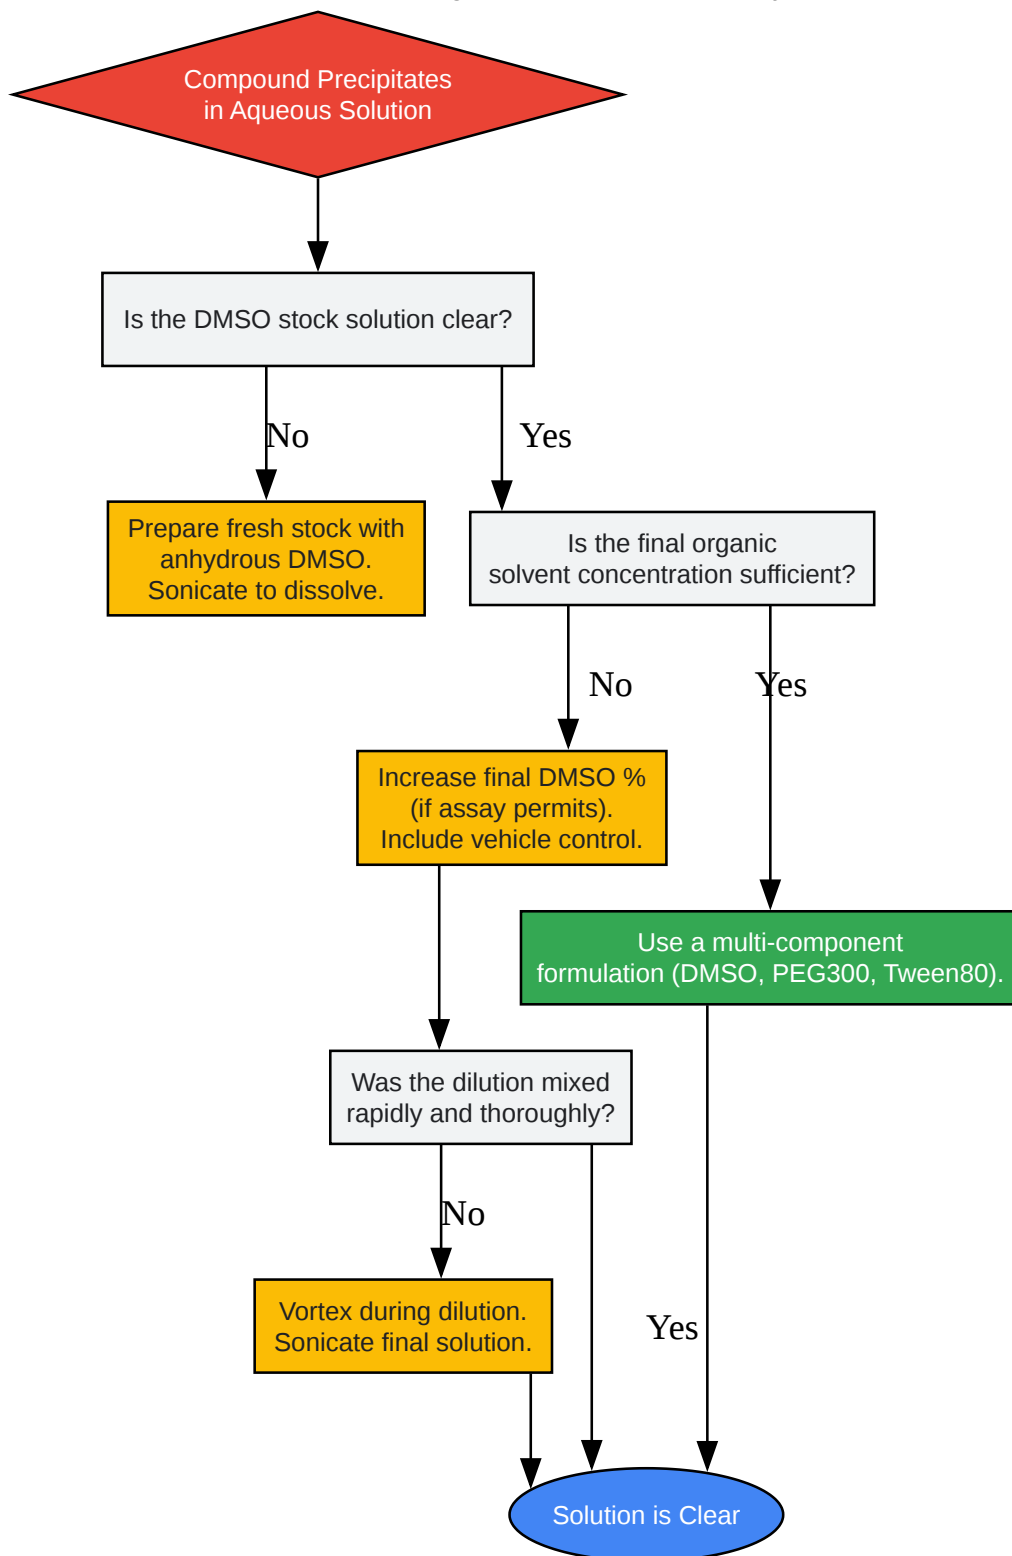 Compound Precipitates
in Aqueous Solution
Is the DMSO stock solution clear?
No
Yes
Prepare fresh stock with
anhydrous DMSO.
Sonicate to dissolve.
Is the final organic
solvent concentration sufficient?
No
Yes
Increase final DMSO %
(if assay permits).
Include vehicle control.
Use a multi-component
formulation (DMSO, PEG300, Tween80).
Was the dilution mixed
rapidly and thoroughly?
No
Vortex during dilution.
Sonicate final solution.
Yes
Solution is Clear